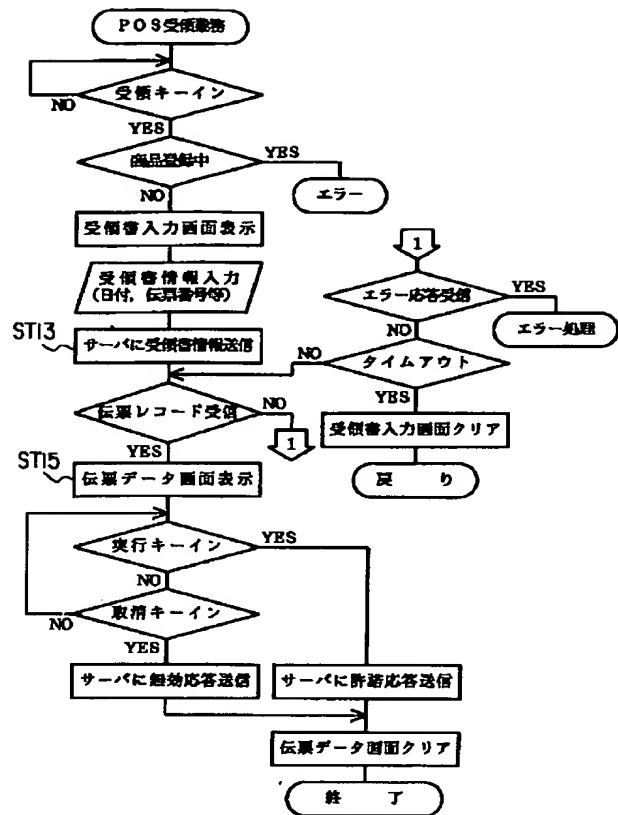 POS受領業務
受領キーイン
NO
YES
商品登録中
YES
エラー
NO
受領書入力画面表示
受領書情報入力
(日付, 伝票番号等)
ST13
サーバに受領書情報送信
伝票レコード受信
NO
1
YES
ST15
伝票データ画面表示
実行キーイン
YES
NO
取消キーイン
NO
YES
サーバに無効応答送信
サーバに許諾応答送信
伝票データ画面クリア
終了
1
エラー応答受信
YES
エラー処理
NO
タイムアウト
NO
YES
受領書入力画面クリア
戻り